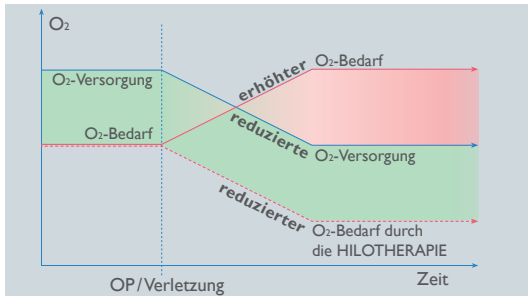 O₂
O₂-Versorgung
O₂-Bedarf
erhöhter
O₂-Bedarf
reduzierte
O₂-Versorgung
reduzierter
O₂-Bedarf durch
die HILOTHERAPIE
OP/Verletzung
Zeit